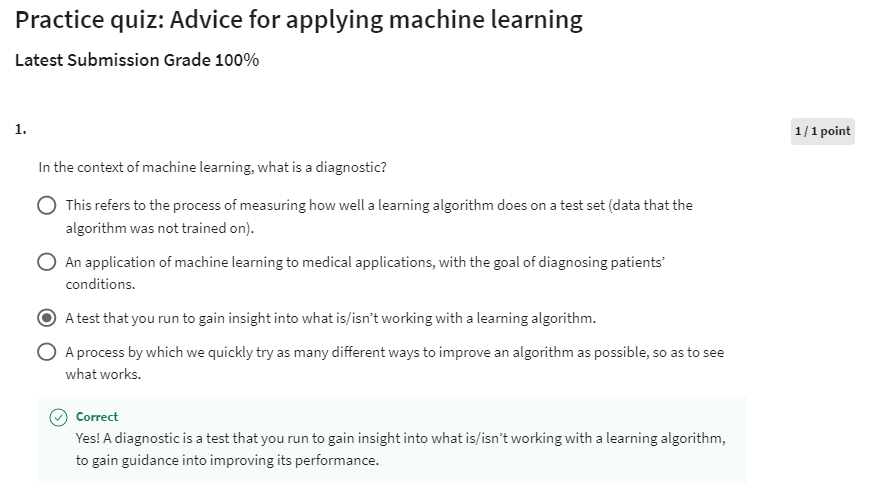 Practice quiz: Advice for applying machine learning
Latest Submission Grade 100%
1.
1 / 1 point
In the context of machine learning, what is a diagnostic?
This refers to the process of measuring how well a learning algorithm does on a test set (data that the
algorithm was not trained on).
An application of machine learning to medical applications, with the goal of diagnosing patients’
conditions.
A test that you run to gain insight into what is/isn’t working with a learning algorithm.
A process by which we quickly try as many different ways to improve an algorithm as possible, so as to see
what works.
Correct
Yes! A diagnostic is a test that you run to gain insight into what is/isn’t working with a learning algorithm,
to gain guidance into improving its performance.